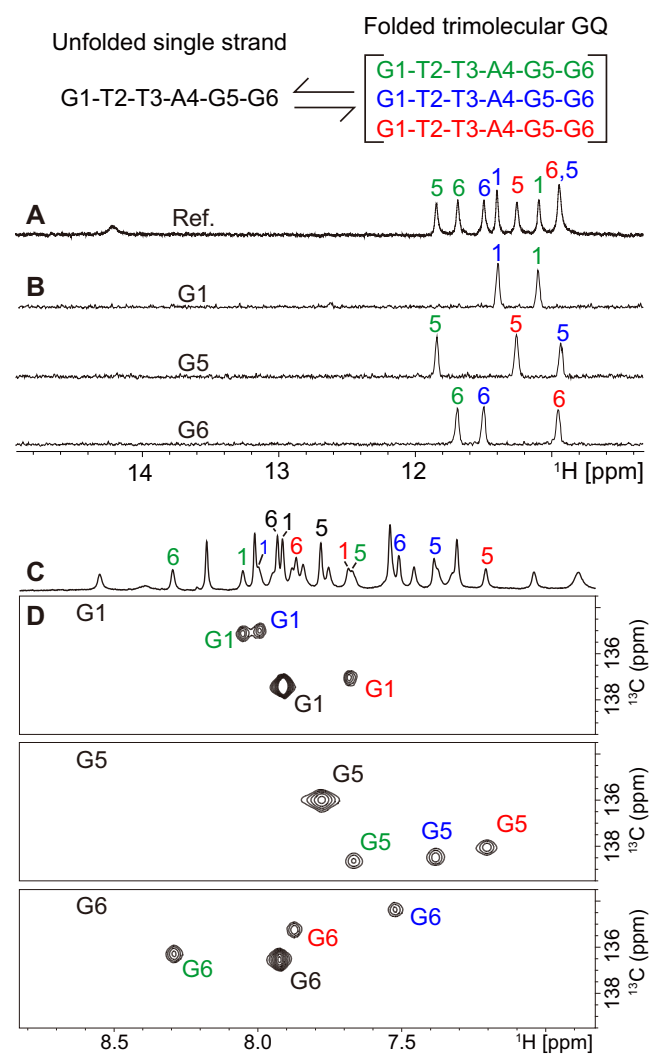 Unfolded single strand
Folded trimolecular GQ
G1-T2-T3-A4-G5-G6
G1-T2-T3-A4-G5-G6
G1-T2-T3-A4-G5-G6
G1-T2-T3-A4-G5-G6
A
Ref.
5 6 6 1 5 1 6,5
B
G1
1 1
G5
5 5 5
G6
6 6 6
14 13 12 ¹H [ppm]
C
6 1 1 6 1 5 6 5 1 5 6 5
D
G1
G1 G1
G1
G1
136
138
¹³C (ppm)
G5
G5
G5 G5 G5
136
138
¹³C (ppm)
G6
G6
G6
G6 G6
136
138
¹³C (ppm)
8.5 8.0 7.5 ¹H [ppm]